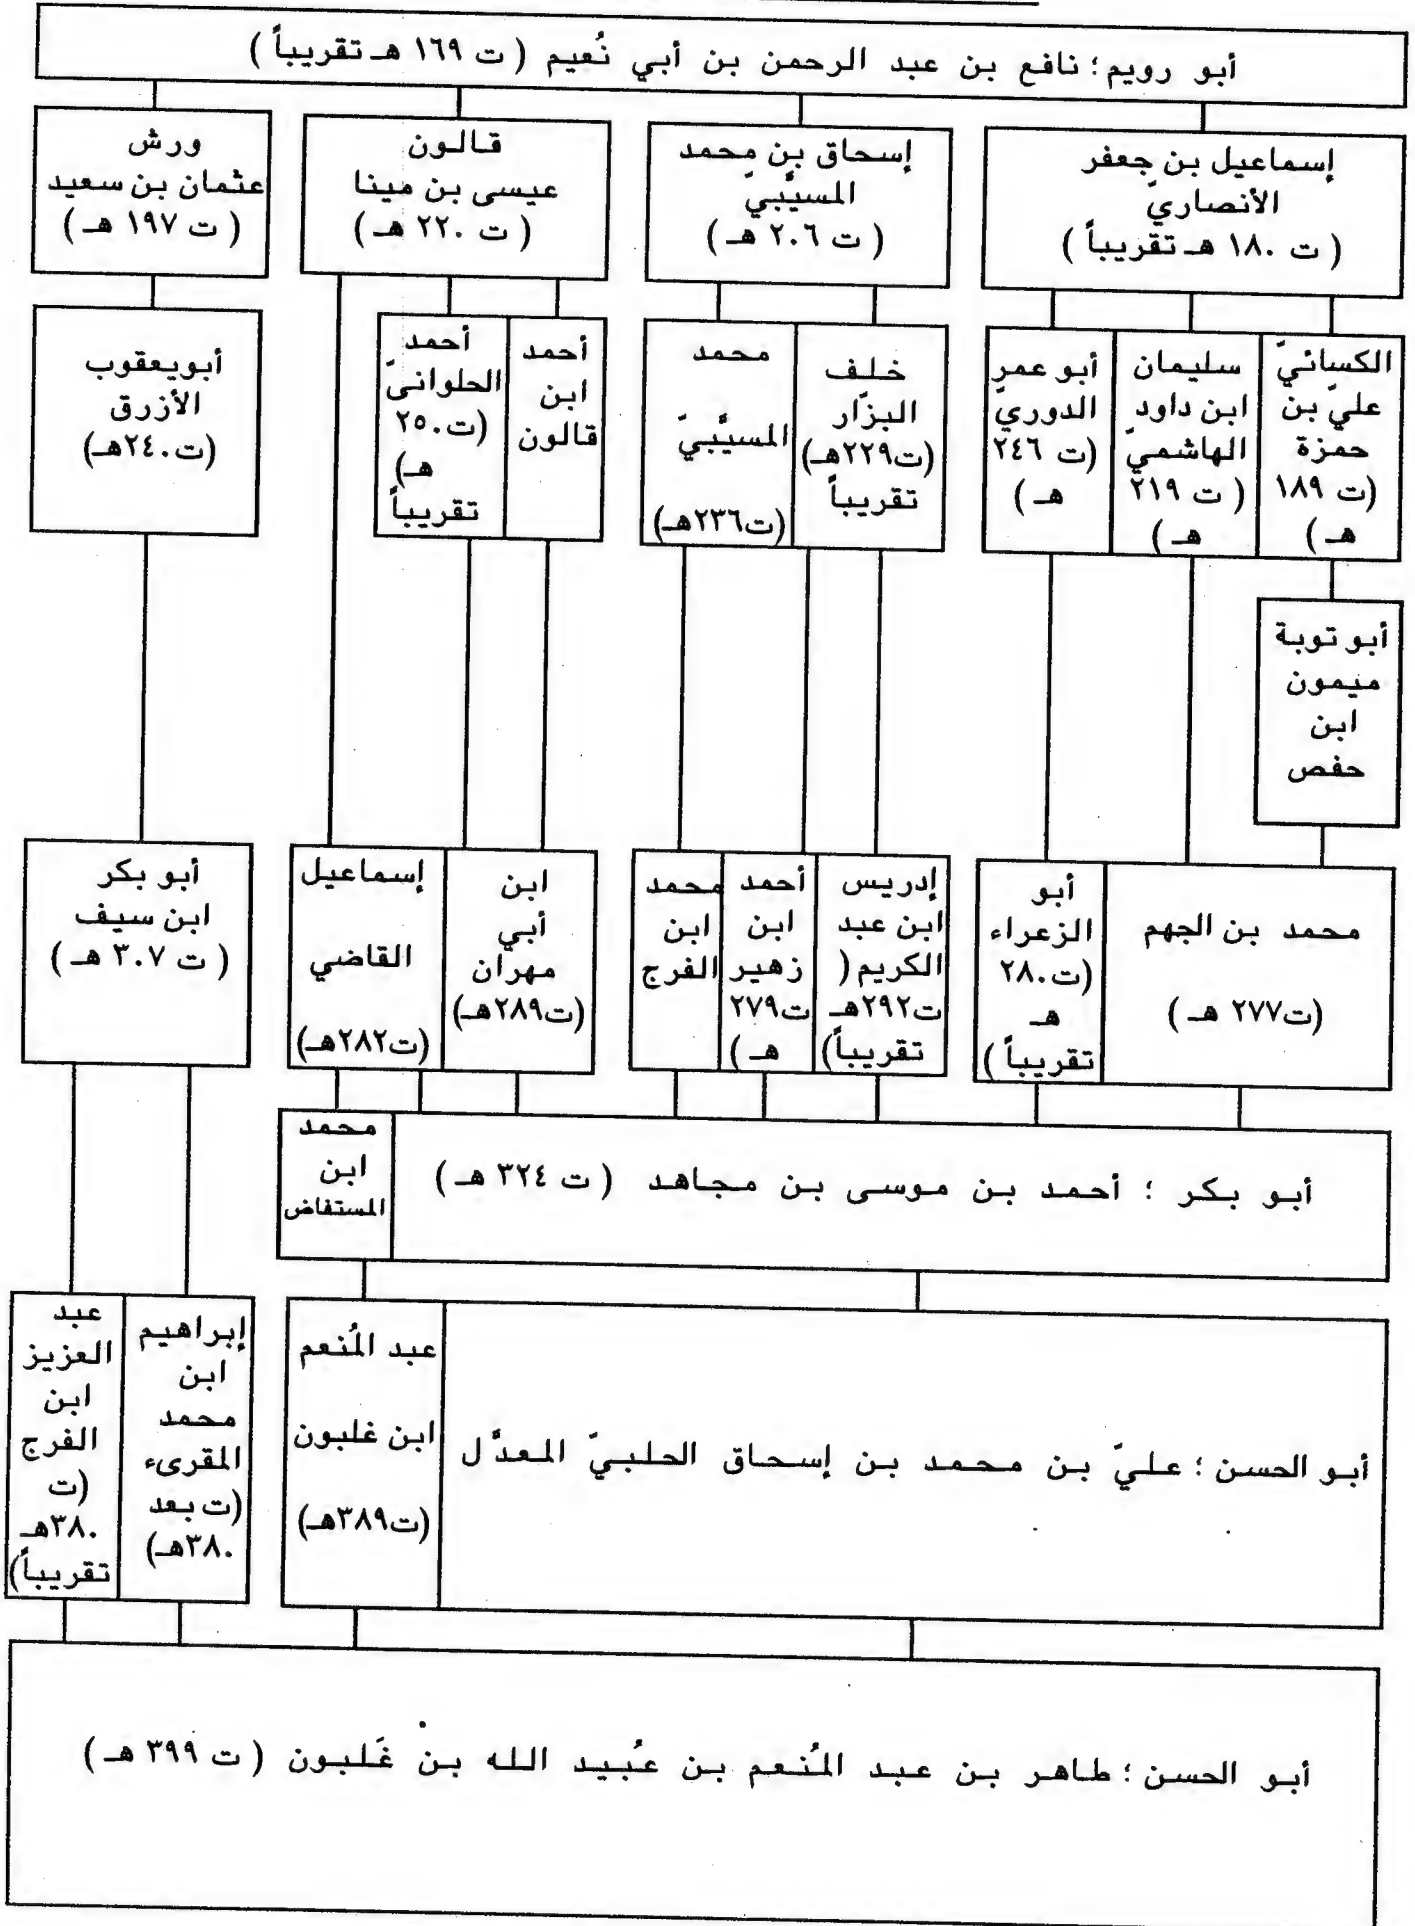 أبو رويم؛ نافع بن عبد الرحمن بن أبي نُعيم ( ت ١٦٩ هـ تقريباً )
إسماعيل بن جعفر
الأنصاريّ
( ت ١٨٠ هـ تقريباً )
إسحاق بن محمد
المسيَّبيّ
( ت ٢٠٦ هـ )
قالون
عيسى بن مينا
( ت ٢٢٠ هـ )
ورش
عثمان بن سعيد
( ت ١٩٧ هـ )
الكسائيّ
عليّ بن
حمزة
(ت ١٨٩
هـ )
سليمان
ابن داود
الهاشميّ
( ت ٢١٩
هـ )
أبو عمر
الدوريّ
(ت ٢٤٦
هـ )
خلف
البزّار
(ت٢٢٩هـ)
تقريباً
محمد
المسيَّبيّ
(ت٢٣٦هـ)
أحمد
ابن
قالون
أحمد
الحلوانيّ
(ت٢٥٠
هـ)
تقريباً
أبويعقوب
الأزرق
(ت٢٤٠هـ)
أبو توبة
ميمون
ابن
حفص
محمد بن الجهم
(ت٢٧٧ هـ )
أبو
الزعراء
(ت٢٨٠
هـ
تقريباً )
إدريس
ابن عبد
الكريم(
ت٢٩٢هـ
تقريباً)
أحمد
ابن
زهير
ت٢٧٩
هـ )
محمد
ابن
الفرج
ابن
أبي
مهران
(ت٢٨٩هـ)
إسماعيل
القاضي
(ت٢٨٢هـ)
أبو بكر
ابن سيف
( ت ٣٠٧ هـ )
أبو بكر ؛ أحمد بن موسى بن مجاهد ( ت ٣٢٤ هـ )
محمد
ابن
المستفاض
أبو الحسن ؛ عليّ بن محمد بن إسحاق الحلبيّ المعدَّل
عبد المُنعم
ابن غلبون
(ت٣٨٩هـ)
إبراهيم
ابن
محمد
المقرىء
(ت بعد
٣٨٠هـ)
عبد
العزيز
ابن
الفرج
(ت
٣٨٠هـ
تقريباً)
أبو الحسن ؛ طاهر بن عبد المُنعم بن عُبيد الله بن غَلبون ( ت ٣٩٩ هـ )